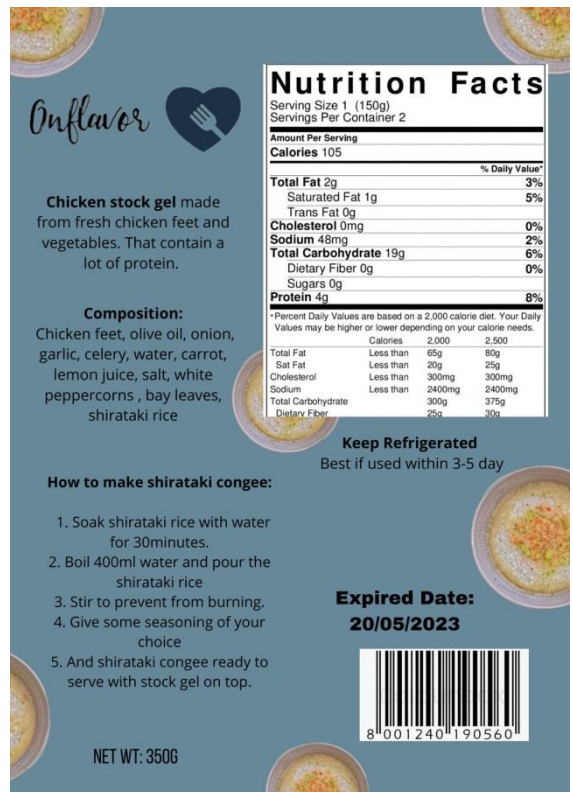 Onflavor
Chicken stock gel made
from fresh chicken feet and
vegetables. That contain a
lot of protein.
Composition:
Chicken feet, olive oil, onion,
garlic, celery, water, carrot,
lemon juice, salt, white
peppercorns , bay leaves,
shirataki rice
How to make shirataki congee:
1. Soak shirataki rice with water
for 30minutes.
2. Boil 400ml water and pour the
shirataki rice
3. Stir to prevent from burning.
4. Give some seasoning of your
choice
5. And shirataki congee ready to
serve with stock gel on top.
NET WT: 350G
Nutrition Facts
Serving Size 1 (150g)
Servings Per Container 2
Amount Per Serving
Calories 105
% Daily Value*
Total Fat 2g 3%
Saturated Fat 1g 5%
Trans Fat 0g
Cholesterol 0mg 0%
Sodium 48mg 2%
Total Carbohydrate 19g 6%
Dietary Fiber 0g 0%
Sugars 0g
Protein 4g 8%
*Percent Daily Values are based on a 2,000 calorie diet. Your Daily
Values may be higher or lower depending on your calorie needs.
Calories 2,000 2,500
Total Fat Less than 65g 80g
Sat Fat Less than 20g 25g
Cholesterol Less than 300mg 300mg
Sodium Less than 2400mg 2400mg
Total Carbohydrate 300g 375g
Dietary Fiber 25g 30g
Keep Refrigerated
Best if used within 3-5 day
Expired Date:
20/05/2023
8 001240 190560